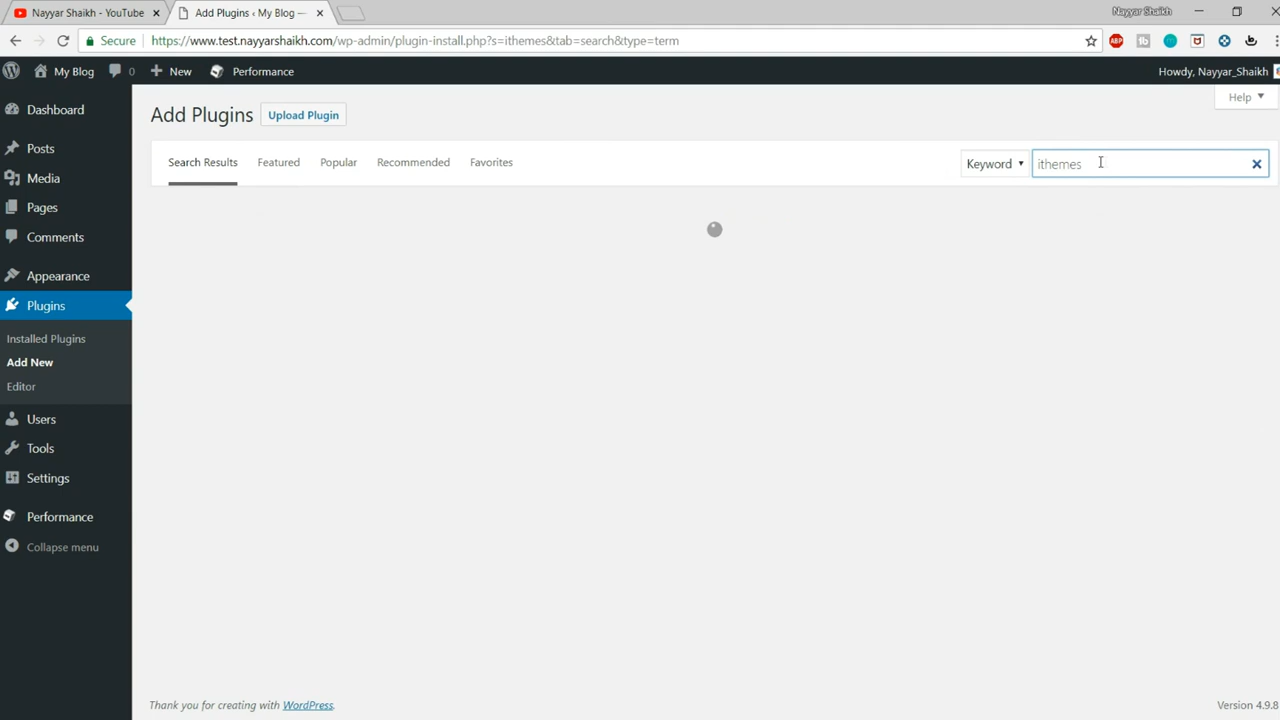 Nayyar Shaikh - YouTube
Add Plugins ‹ My Blog —
Nayyar Shaikh
Secure
https://www.test.nayyarshaikh.com/wp-admin/plugin-install.php?s=ithemes&tab=search&type=term
ABP
My Blog
0
New
Performance
Howdy, Nayyar_Shaikh
Dashboard
Posts
Media
Pages
Comments
Appearance
Plugins
Installed Plugins
Add New
Editor
Users
Tools
Settings
Performance
Collapse menu
Help
Add Plugins
Upload Plugin
Search Results
Featured
Popular
Recommended
Favorites
Keyword
ithemes
Thank you for creating with WordPress.
Version 4.9.8